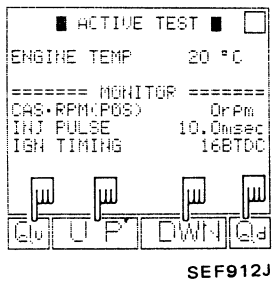 ■ ACTIVE TEST ■
ENGINE TEMP 20 °C
======= MONITOR =======
CAS•RPM(POS) 0rpm
INJ PULSE 10.0msec
IGN TIMING 16BTDC
Qu UP DWN Qd
SEF912J